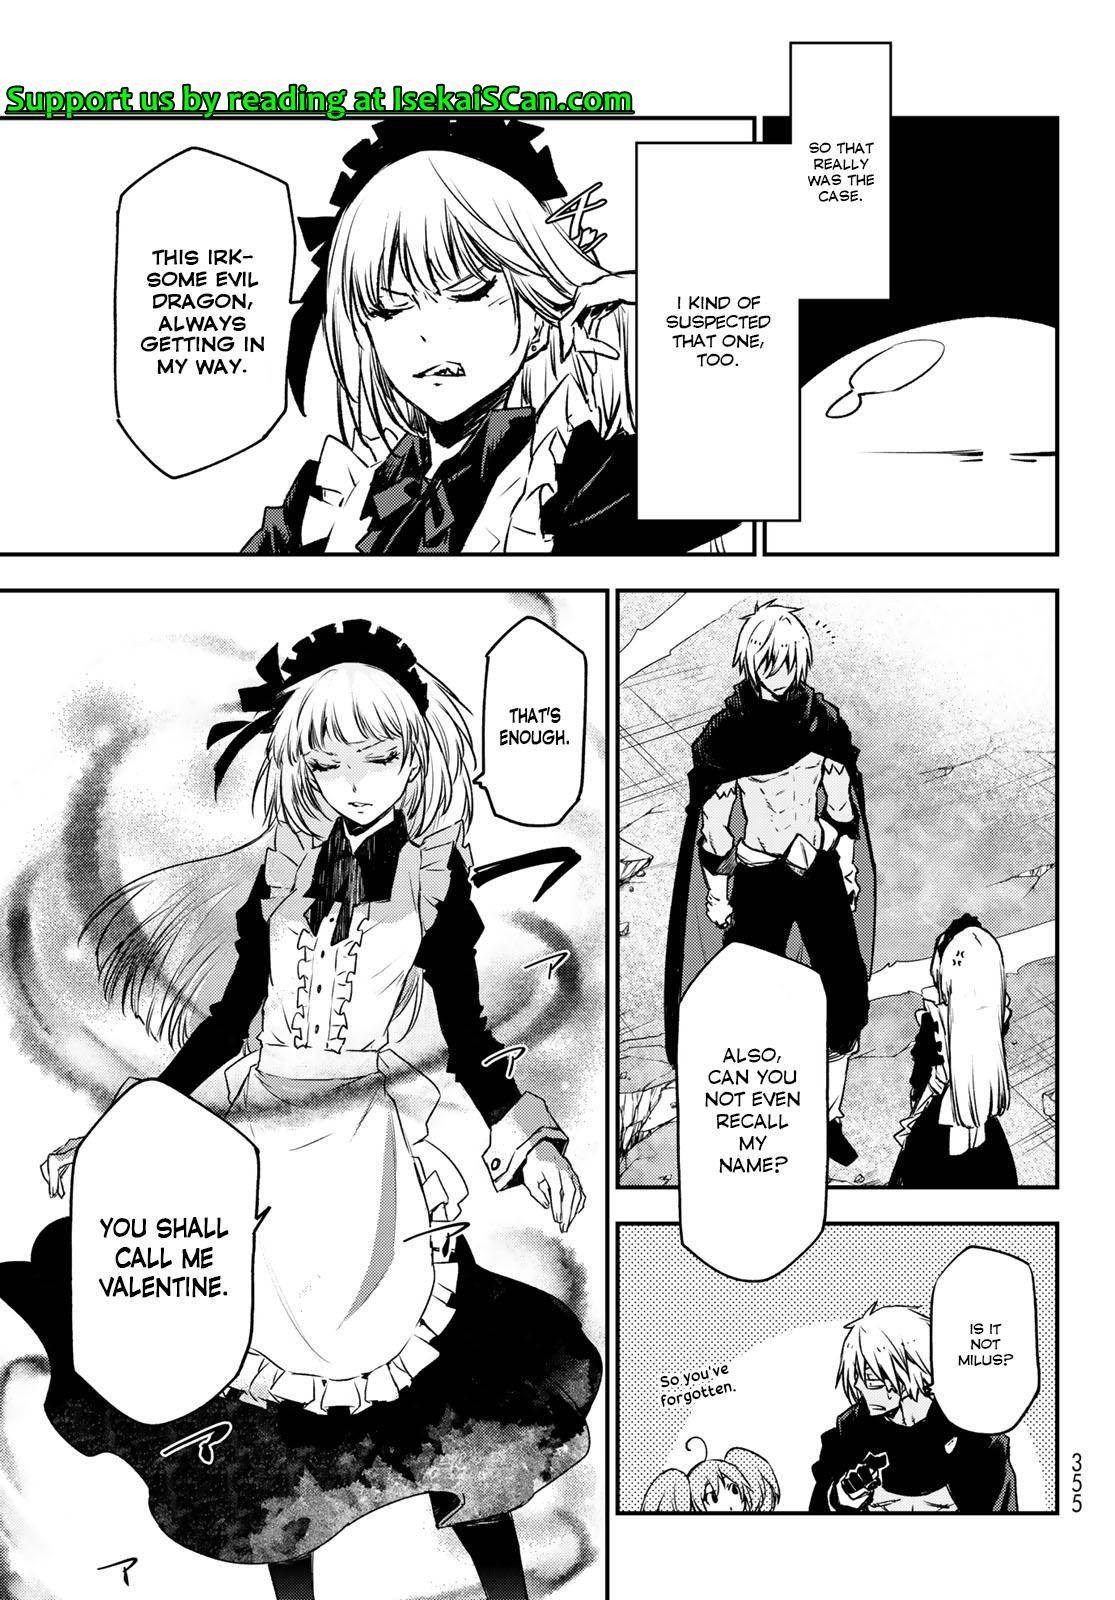 Support us by reading at IsekaiScan.com
SO THAT
REALLY
WAS THE
CASE.
I KIND OF
SUSPECTED
THAT ONE,
TOO.
THIS IRK-
SOME EVIL
DRAGON,
ALWAYS
GETTING IN
MY WAY.
ALSO,
CAN YOU
NOT EVEN
RECALL
MY
NAME?
IS IT
NOT
MILUS?
So you've
forgotten.
THAT'S
ENOUGH.
YOU SHALL
CALL ME
VALENTINE.
355